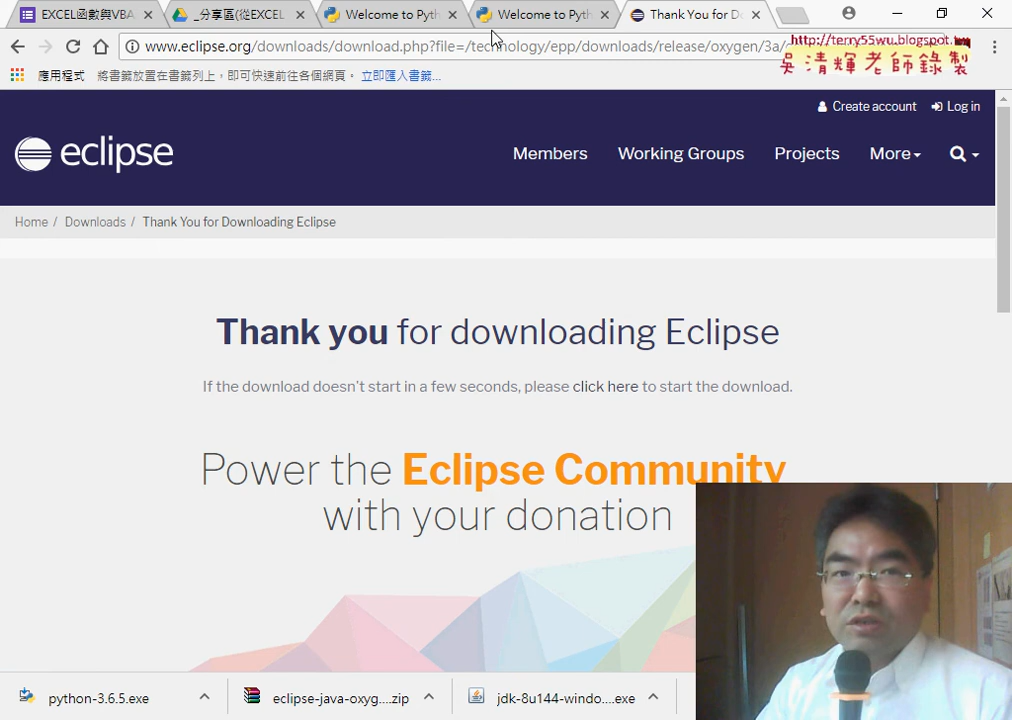 EXCEL函數與VBA
_分享區(從EXCEL
Welcome to Pyth
Welcome to Pyth
Thank You for D
www.eclipse.org/downloads/download.php?file=/technology/epp/downloads/release/oxygen/3a/
http://terry55wu.blogspot.tw
吳清輝老師錄製
應用程式 將書籤放置在書籤列上，即可快速前往各個網頁。 立即匯入書籤...
Create account Log in
eclipse
Members Working Groups Projects More
Home / Downloads / Thank You for Downloading Eclipse
Thank you for downloading Eclipse
If the download doesn't start in a few seconds, please click here to start the download.
Power the Eclipse Community
with your donation
python-3.6.5.exe
eclipse-java-oxyg....zip
jdk-8u144-windo....exe